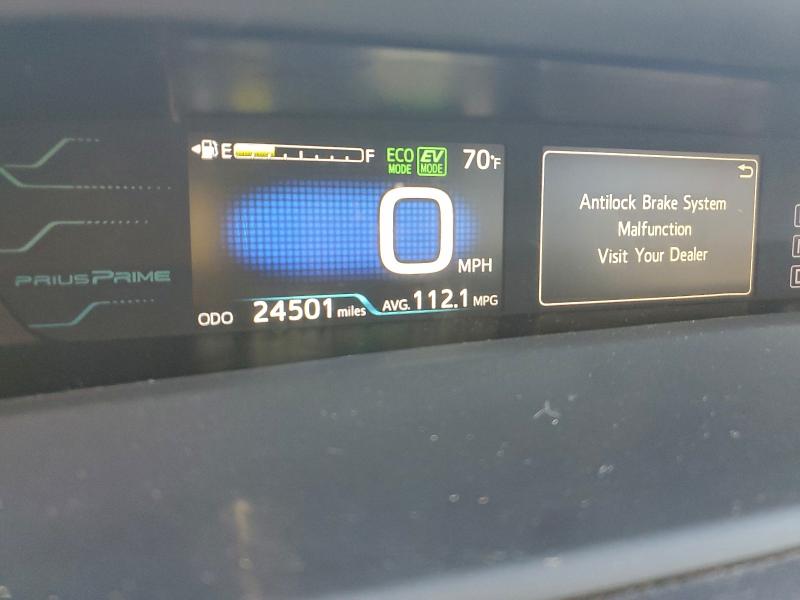 E F ECO MODE EV MODE 70°F
0 MPH
PRIUS PRIME
ODO 24501 miles AVG. 112.1 MPG
Antilock Brake System
Malfunction
Visit Your Dealer